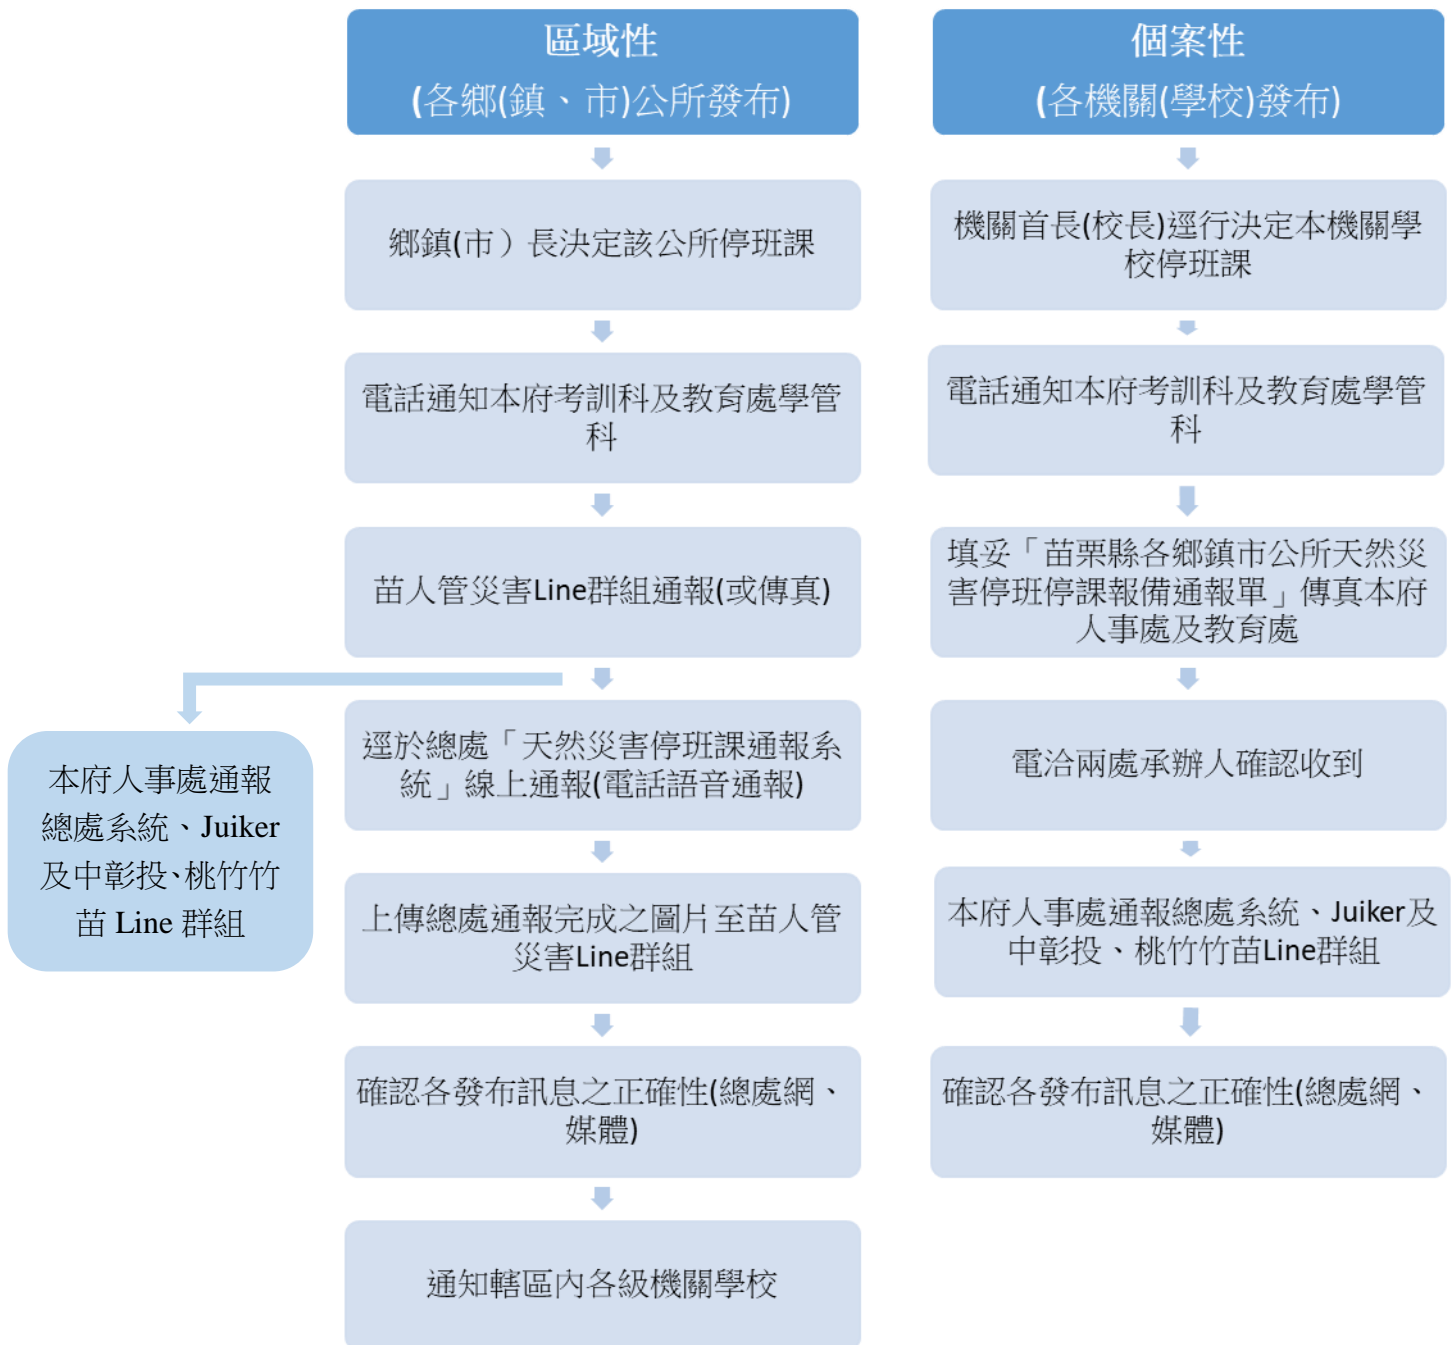 區域性
(各鄉(鎮、市)公所發布)
鄉鎮(市）長決定該公所停班課
電話通知本府考訓科及教育處學管
科
苗人管災害Line群組通報(或傳真)
本府人事處通報
總處系統、Juiker
及中彰投、桃竹竹
苗 Line 群組
逕於總處「天然災害停班課通報系
統」線上通報(電話語音通報)
上傳總處通報完成之圖片至苗人管
災害Line群組
確認各發布訊息之正確性(總處網、
媒體)
通知轄區內各級機關學校
個案性
(各機關(學校)發布)
機關首長(校長)逕行決定本機關學
校停班課
電話通知本府考訓科及教育處學管
科
填妥「苗栗縣各鄉鎮市公所天然災
害停班停課報備通報單」傳真本府
人事處及教育處
電洽兩處承辦人確認收到
本府人事處通報總處系統、Juiker及
中彰投、桃竹竹苗Line群組
確認各發布訊息之正確性(總處網、
媒體)